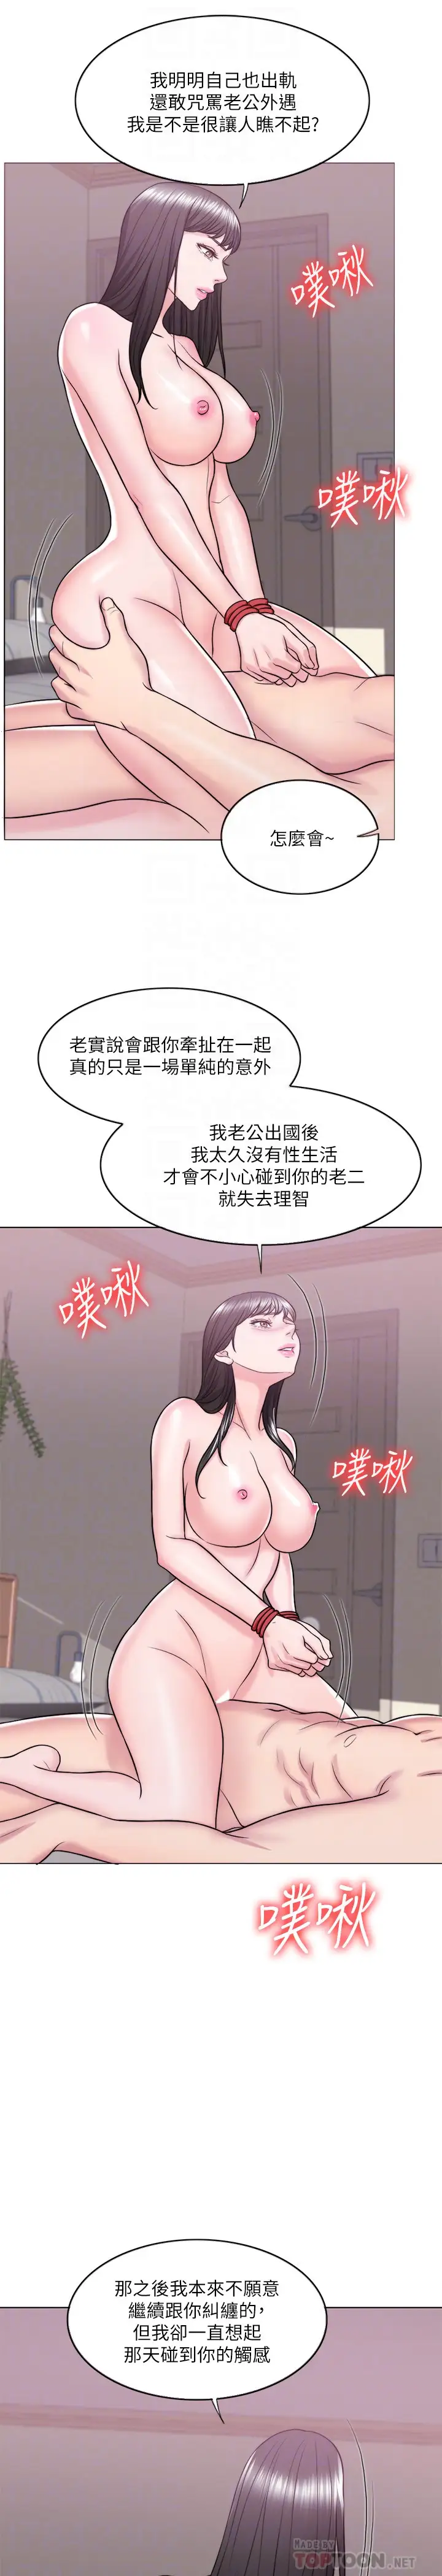 我明明自己也出軌
還敢咒罵老公外遇
我是不是很讓人瞧不起?
噗啾
噗啾
怎麼會~
老實說會跟你牽扯在一起
真的只是一場單純的意外
我老公出國後
我太久沒有性生活
才會不小心碰到你的老二
就失去理智
噗啾
噗啾
噗啾
那之後我本來不願意
繼續跟你糾纏的,
但我卻一直想起
那天碰到你的觸感
MADE BY
TOPTOON.NET